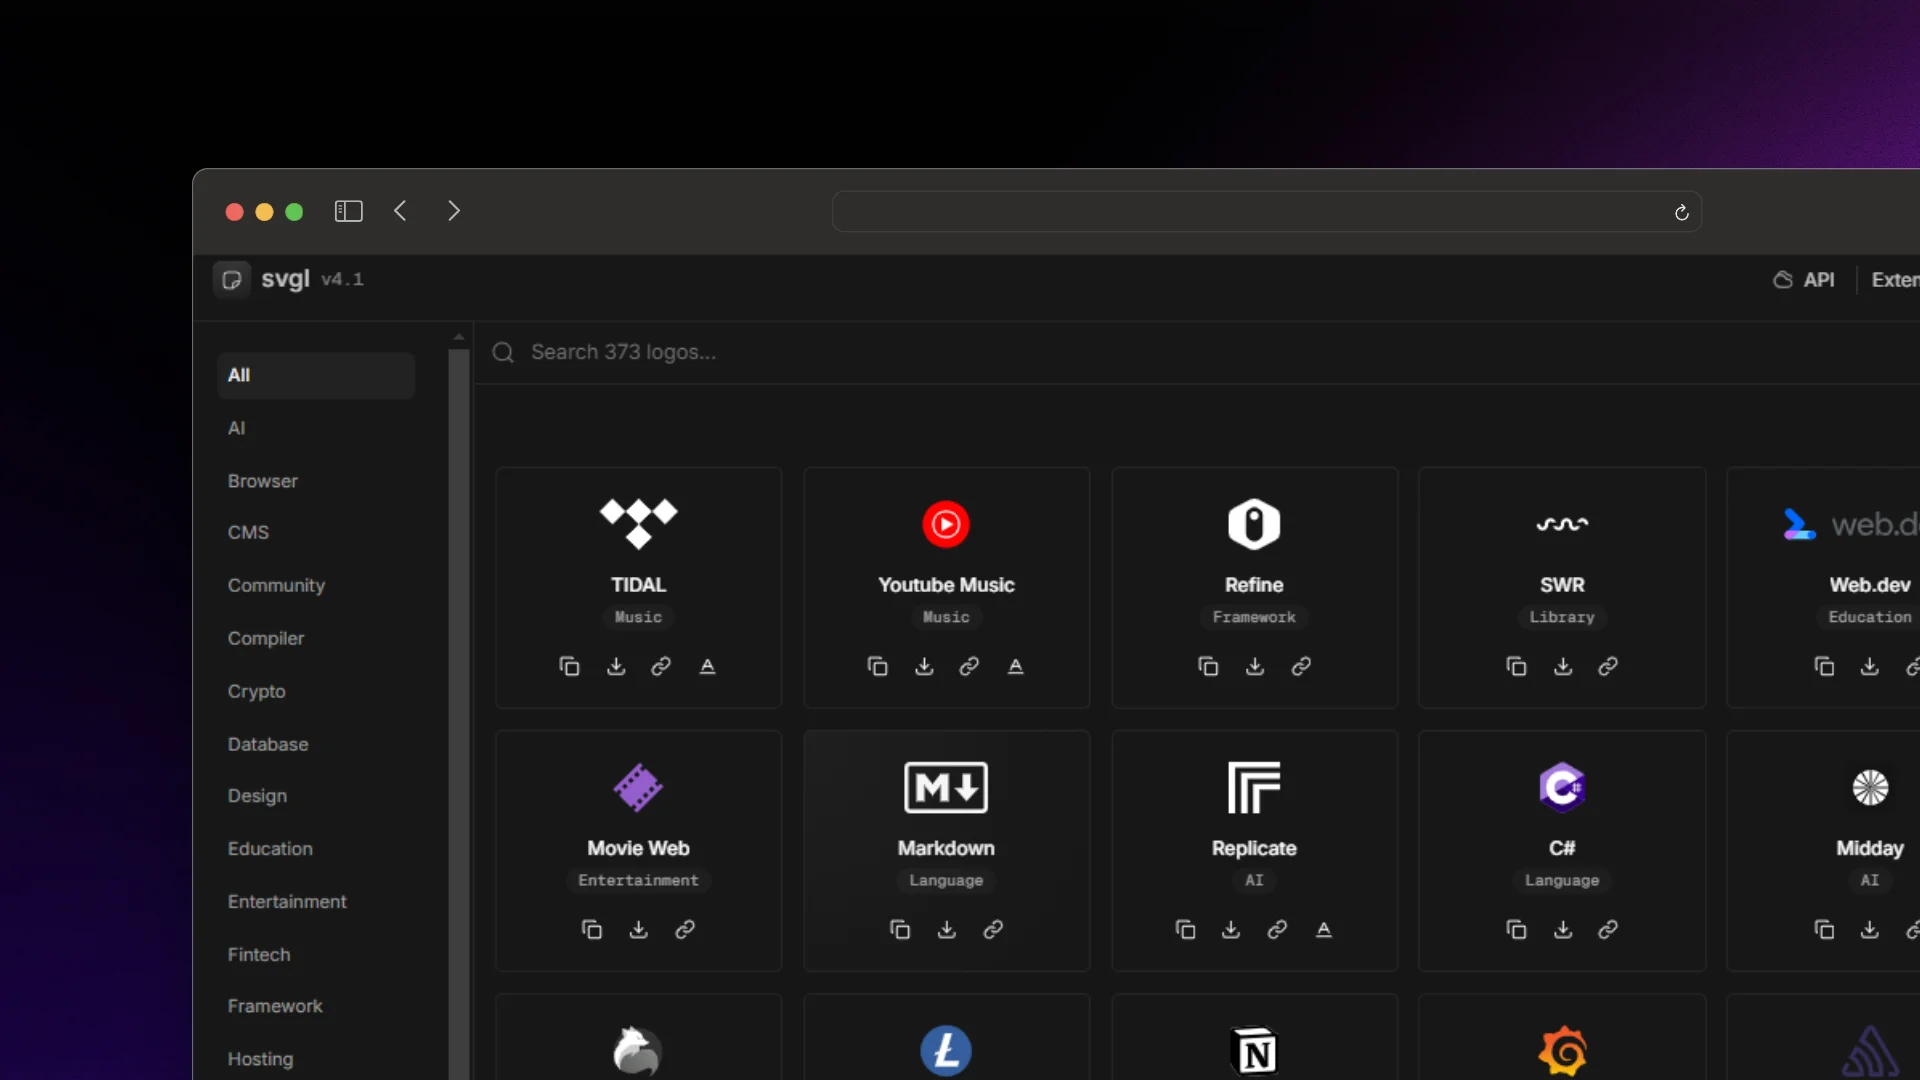 svgl v4.1
API
Exten
Search 373 logos...
All
AI
Browser
CMS
Community
Compiler
Crypto
Database
Design
Education
Entertainment
Fintech
Framework
Hosting
TIDAL
Music
Youtube Music
Music
Refine
Framework
SWR
Library
web.d
Web.dev
Education
Movie Web
Entertainment
M
Markdown
Language
Replicate
AI
C#
C#
Language
Midday
AI
Ł
N